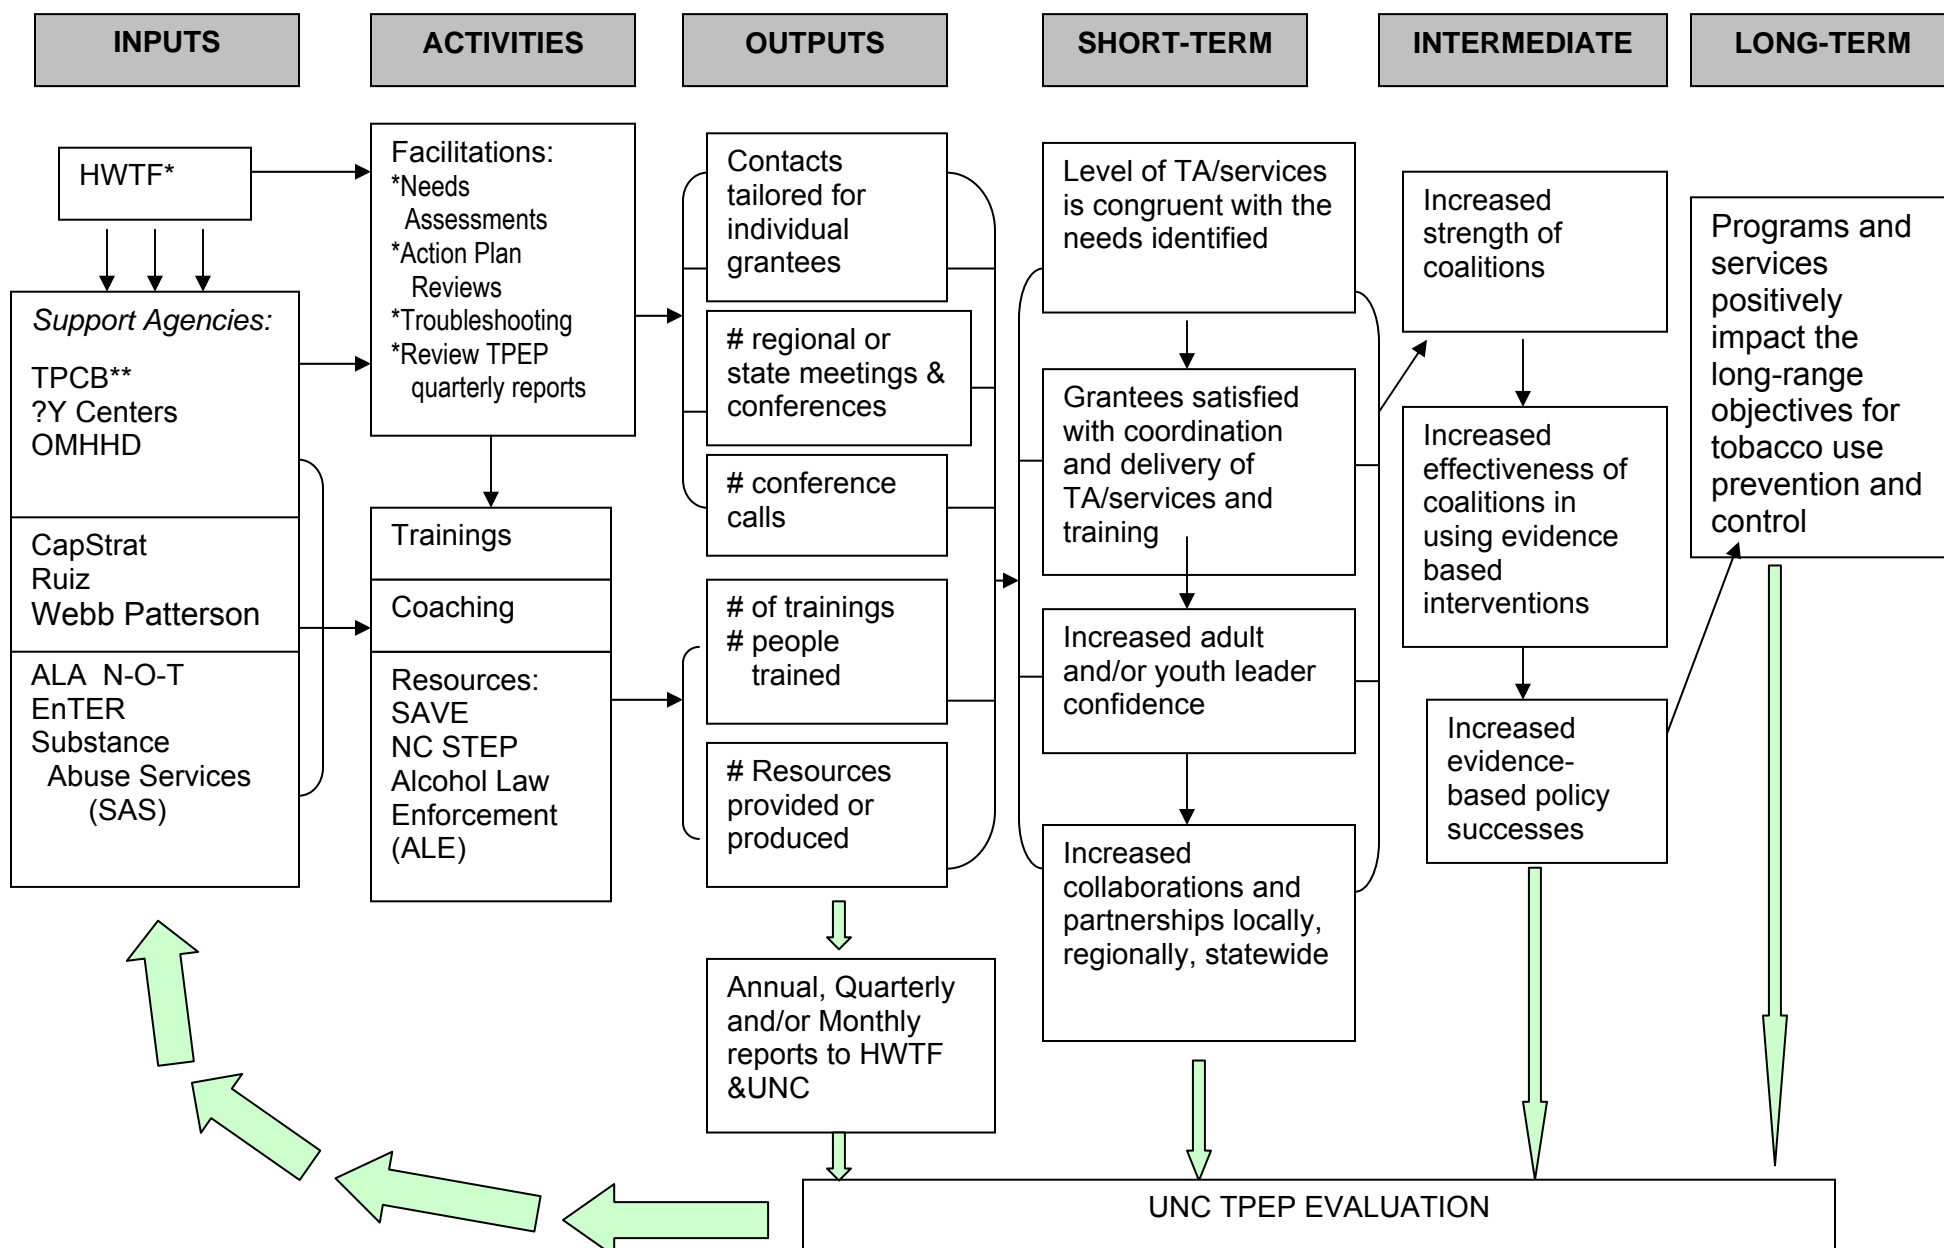 INPUTS
ACTIVITIES
OUTPUTS
SHORT-TERM
INTERMEDIATE
LONG-TERM
HWTF*
Support Agencies:
TPCB**
?Y Centers
OMHHD
CapStrat
Ruiz
Webb Patterson
ALA N-O-T
EnTER
Substance
Abuse Services
(SAS)
Facilitations:
*Needs
Assessments
*Action Plan
Reviews
*Troubleshooting
*Review TPEP
quarterly reports
Trainings
Coaching
Resources:
SAVE
NC STEP
Alcohol Law
Enforcement
(ALE)
Contacts
tailored for
individual
grantees
# regional or
state meetings &
conferences
# conference
calls
# of trainings
# people
trained
# Resources
provided or
produced
Annual, Quarterly
and/or Monthly
reports to HWTF
&UNC
Level of TA/services
is congruent with the
needs identified
Grantees satisfied
with coordination
and delivery of
TA/services and
training
Increased adult
and/or youth leader
confidence
Increased
collaborations and
partnerships locally,
regionally, statewide
Increased
strength of
coalitions
Increased
effectiveness of
coalitions in
using evidence
based
interventions
Increased
evidence-
based policy
successes
Programs and
services
positively
impact the
long-range
objectives for
tobacco use
prevention and
control
UNC TPEP EVALUATION